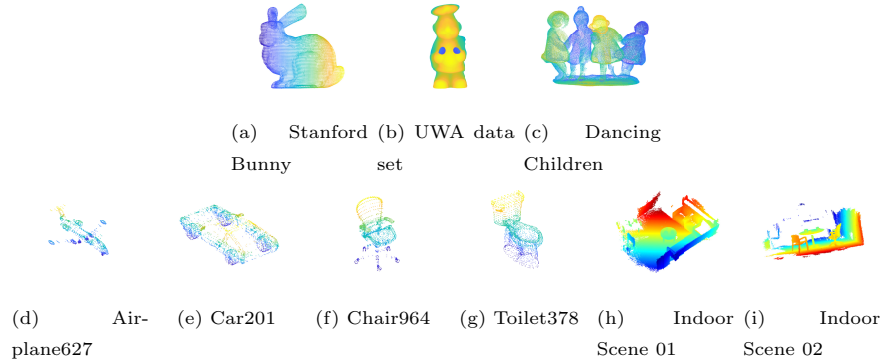 (a) Stanford (b) UWA data (c) Dancing
Bunny set Children
(d) Air- (e) Car201 (f) Chair964 (g) Toilet378 (h) Indoor (i) Indoor
plane627 Scene 01 Scene 02